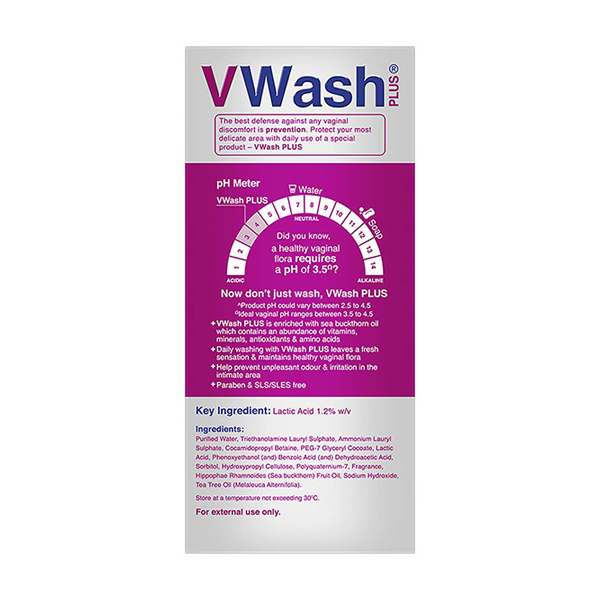 VWash PLUS®
The best defense against any vaginal
discomfort is prevention. Protect your most
delicate area with daily use of a special
product – VWash PLUS
pH Meter
VWash PLUS
Water
Soap
1 2 3 4 5 6 7 8 9 10 11 12 13 14
NEUTRAL
ACIDIC
ALKALINE
Did you know,
a healthy vaginal
flora requires
a pH of 3.5Ω?
Now don't just wash, VWash PLUS
^Product pH could vary between 2.5 to 4.5
ΩIdeal vaginal pH ranges between 3.5 to 4.5
+VWash PLUS is enriched with sea buckthorn oil
which contains an abundance of vitamins,
minerals, antioxidants & amino acids
+Daily washing with VWash PLUS leaves a fresh
sensation & maintains healthy vaginal flora
+Help prevent unpleasant odour & irritation in the
intimate area
+Paraben & SLS/SLES free
Key Ingredient: Lactic Acid 1.2% w/v
Ingredients:
Purified Water, Triethanolamine Lauryl Sulphate, Ammonium Lauryl
Sulphate, Cocamidopropyl Betaine, PEG-7 Glyceryl Cocoate, Lactic
Acid, Phenoxyethanol (and) Benzoic Acid (and) Dehydroacetic Acid,
Sorbitol, Hydroxypropyl Cellulose, Polyquaternium-7, Fragrance,
Hippophae Rhamnoides (Sea buckthorn) Fruit Oil, Sodium Hydroxide,
Tea Tree Oil (Melaleuca Alternifolia).
Store at a temperature not exceeding 30°C.
For external use only.